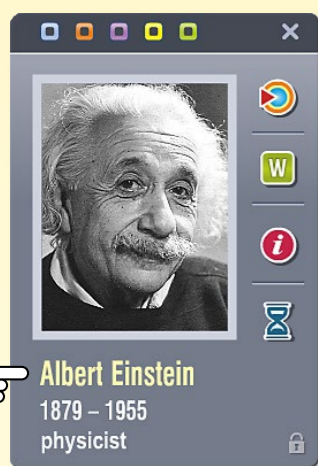 W
i
Albert Einstein
1879 – 1955
physicist